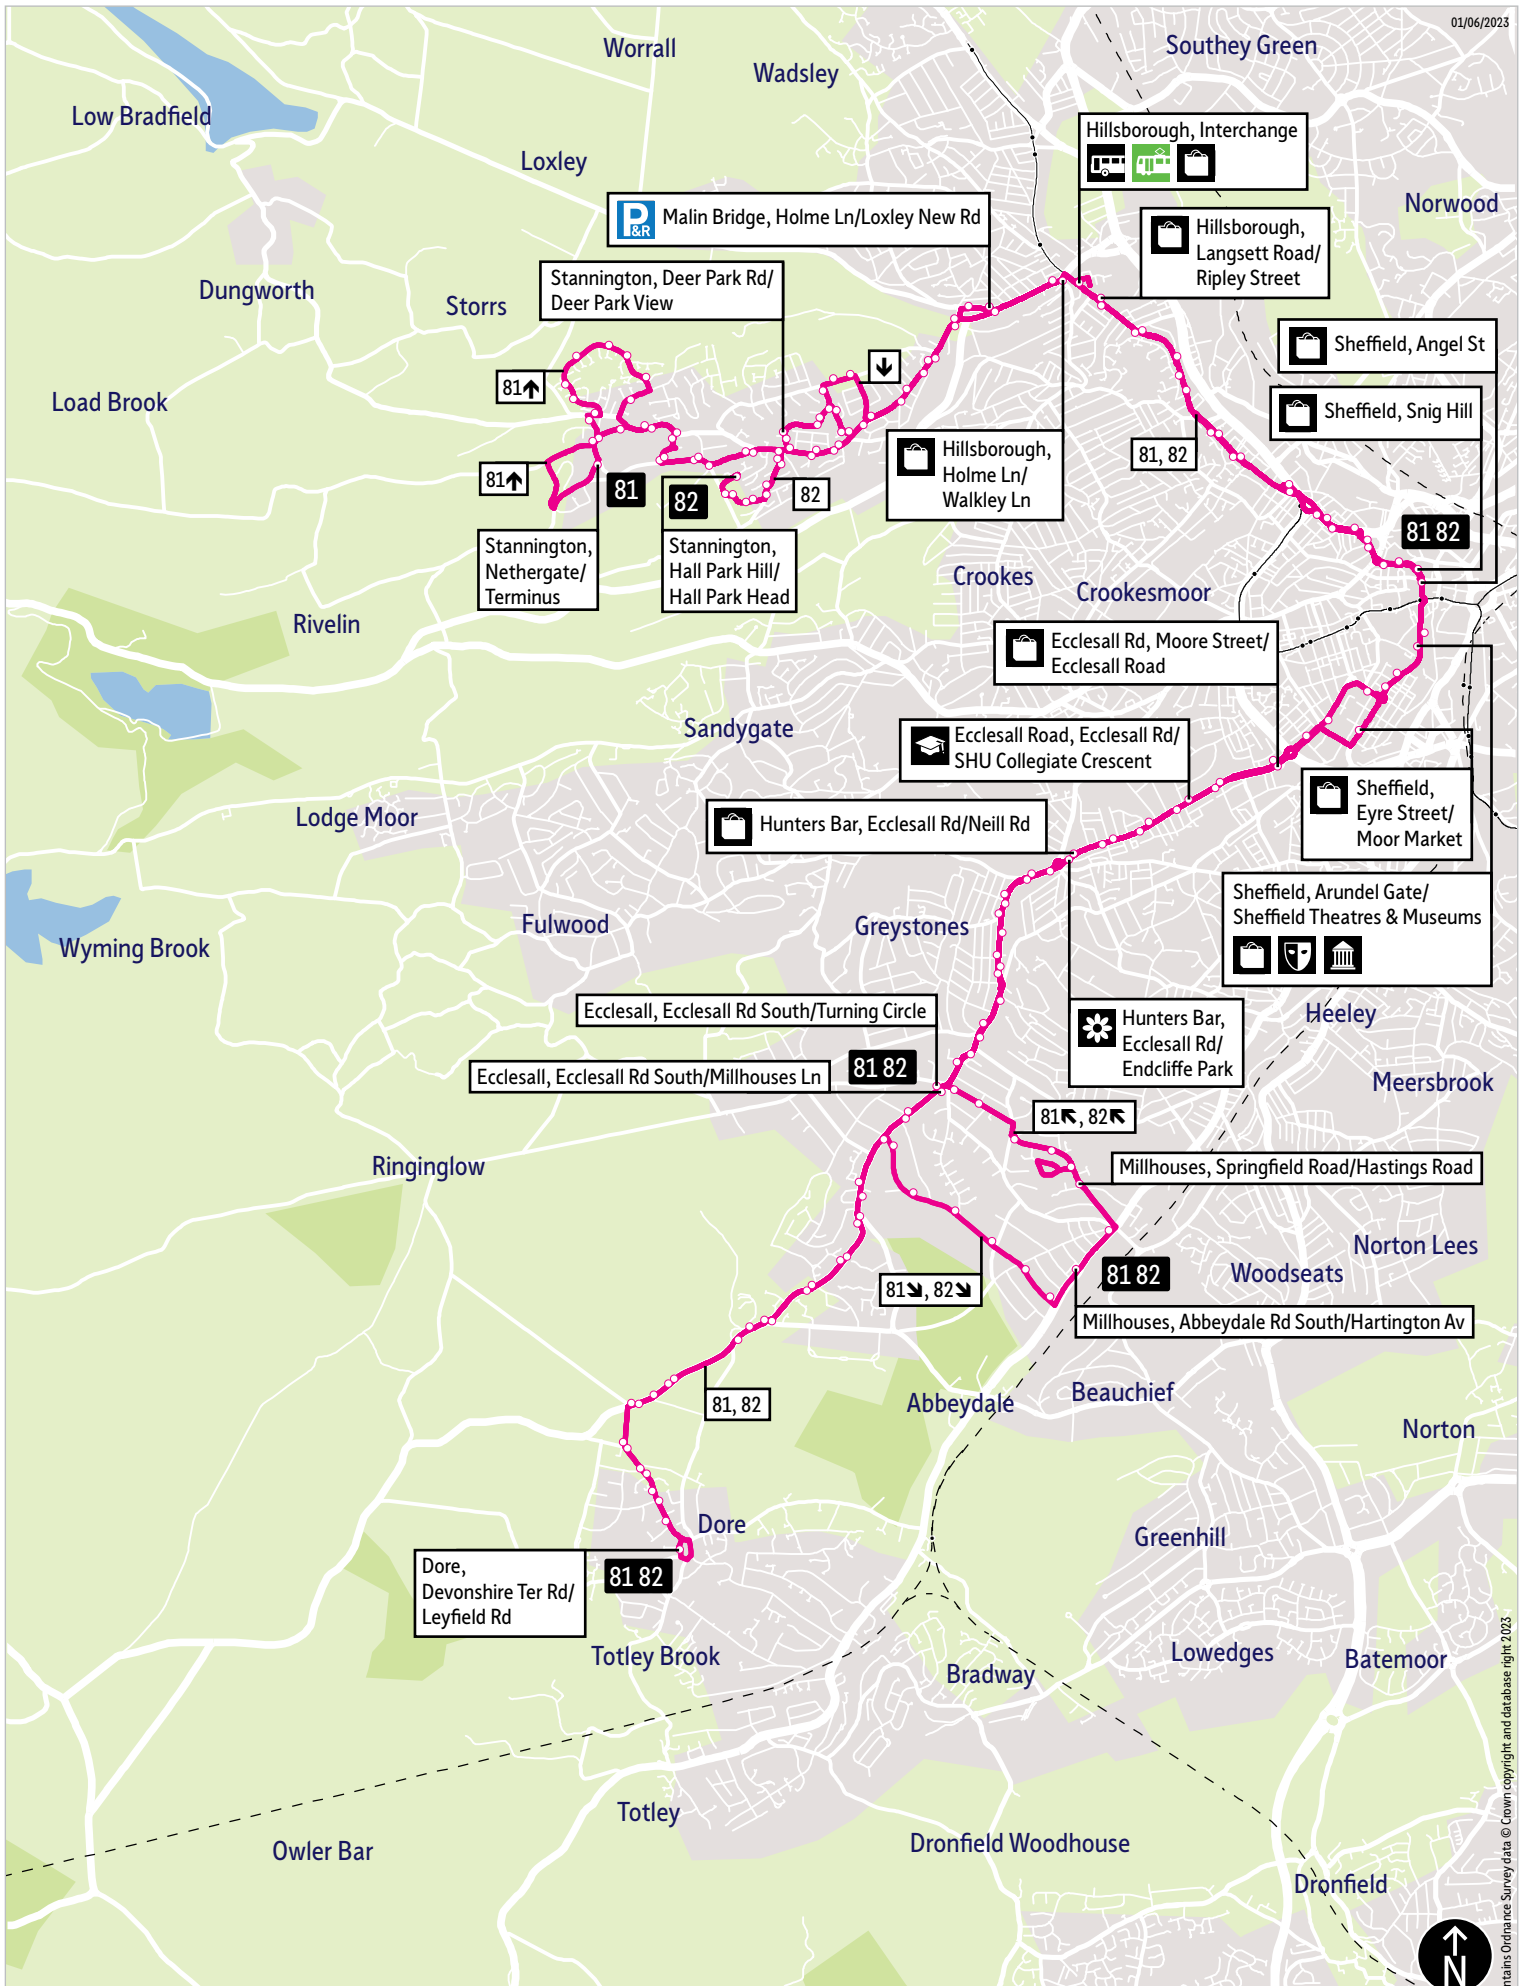 01/06/2023
Worrall
Southey Green
Wadsley
Low Bradfield
Hillsborough, Interchange
Loxley
Norwood
P&R
Malin Bridge, Holme Ln/Loxley New Rd
Hillsborough,
Langsett Road/
Ripley Street
Stannington, Deer Park Rd/
Deer Park View
Dungworth
Storrs
Sheffield, Angel St
81↑
Load Brook
Sheffield, Snig Hill
↓
Hillsborough,
Holme Ln/
Walkley Ln
81, 82
81↑
81
82
82
81 82
Stannington,
Nethergate/
Terminus
Stannington,
Hall Park Hill/
Hall Park Head
Crookes
Crookesmoor
Rivelin
Ecclesall Rd, Moore Street/
Ecclesall Road
Sandygate
Ecclesall Road, Ecclesall Rd/
SHU Collegiate Crescent
Sheffield,
Eyre Street/
Moor Market
Lodge Moor
Hunters Bar, Ecclesall Rd/Neill Rd
Sheffield, Arundel Gate/
Sheffield Theatres & Museums
Fulwood
Greystones
Wyming Brook
Ecclesall, Ecclesall Rd South/Turning Circle
Hunters Bar,
Ecclesall Rd/
Endcliffe Park
Heeley
Ecclesall, Ecclesall Rd South/Millhouses Ln
81 82
Meersbrook
81↖, 82↖
Ringinglow
Millhouses, Springfield Road/Hastings Road
Norton Lees
81 82
Woodseats
81↘, 82↘
Millhouses, Abbeydale Rd South/Hartington Av
81, 82
Abbeydale
Beauchief
Norton
Dore
Greenhill
Dore,
Devonshire Ter Rd/
Leyfield Rd
81 82
Totley Brook
Bradway
Lowedges
Batemoor
Totley
Owler Bar
Dronfield Woodhouse
Dronfield
N
Ordnance Survey data © Crown copyright and database right 2023